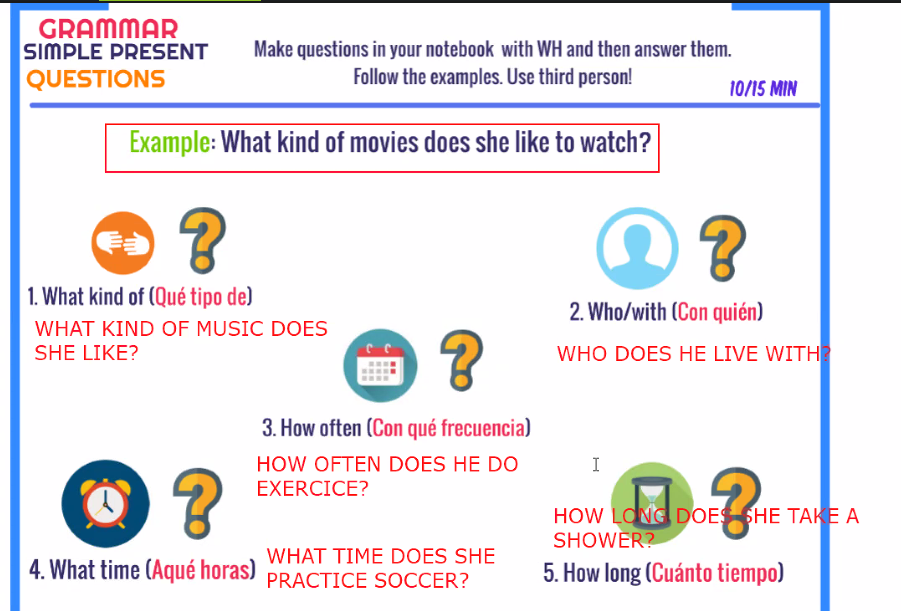 GRAMMAR
SIMPLE PRESENT
QUESTIONS
Make questions in your notebook with WH and then answer them.
Follow the examples. Use third person!
10/15 MIN
Example: What kind of movies does she like to watch?
1. What kind of (Qué tipo de)
WHAT KIND OF MUSIC DOES
SHE LIKE?
2. Who/with (Con quién)
WHO DOES HE LIVE WITH?
3. How often (Con qué frecuencia)
HOW OFTEN DOES HE DO
EXERCICE?
4. What time (Aqué horas)
WHAT TIME DOES SHE
PRACTICE SOCCER?
HOW LONG DOES SHE TAKE A
SHOWER?
5. How long (Cuánto tiempo)